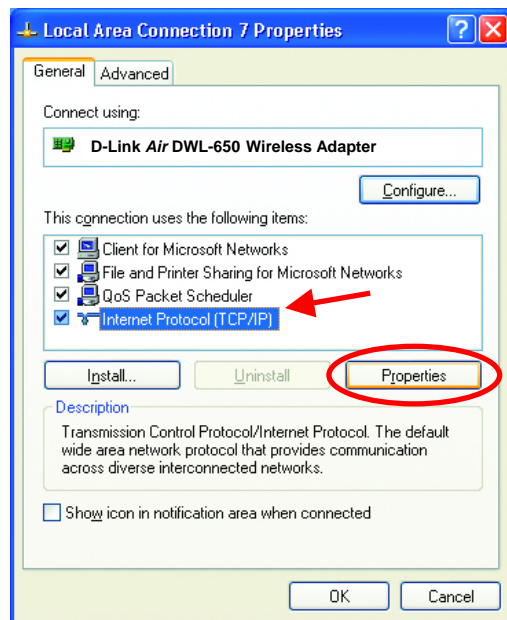 Local Area Connection 7 Properties
General Advanced
Connect using:
D-Link Air DWL-650 Wireless Adapter
Configure...
This connection uses the following items:
Client for Microsoft Networks
File and Printer Sharing for Microsoft Networks
QoS Packet Scheduler
Internet Protocol (TCP/IP)
Install... Uninstall Properties
Description
Transmission Control Protocol/Internet Protocol. The default
wide area network protocol that provides communication
across diverse interconnected networks.
Show icon in notification area when connected
OK Cancel